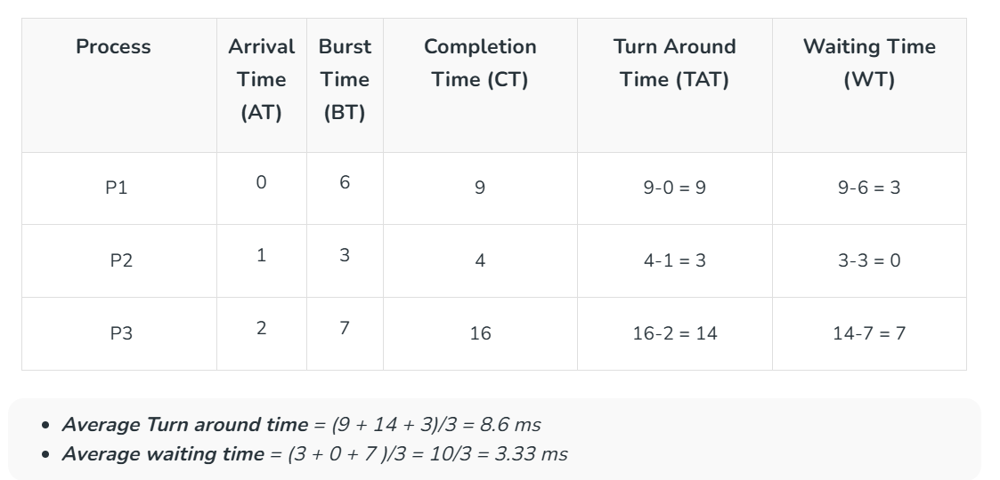 Process Arrival Burst Completion Turn Around Waiting Time
Time Time Time (CT) Time (TAT) (WT)
(AT) (BT)
P1 0 6 9 9-0 = 9 9-6 = 3
P2 1 3 4 4-1 = 3 3-3 = 0
P3 2 7 16 16-2 = 14 14-7 = 7
• Average Turn around time = (9 + 14 + 3)/3 = 8.6 ms
• Average waiting time = (3 + 0 + 7 )/3 = 10/3 = 3.33 ms